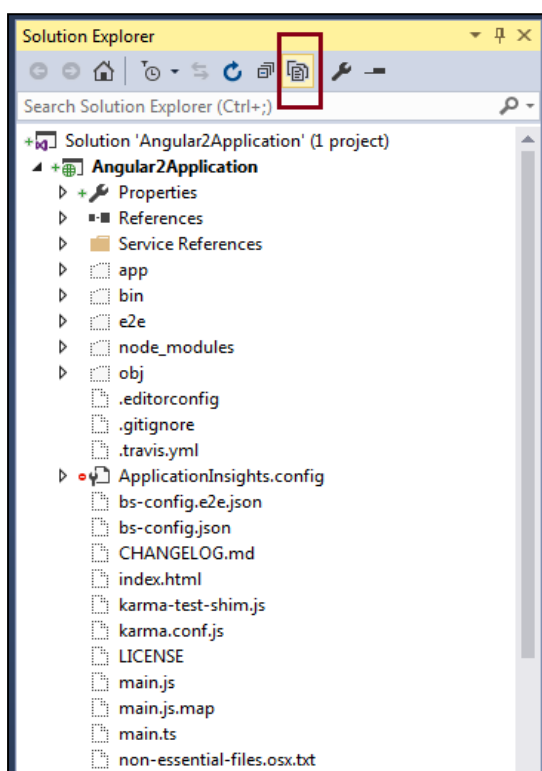 Solution Explorer
Search Solution Explorer (Ctrl+;)
Solution 'Angular2Application' (1 project)
Angular2Application
Properties
References
Service References
app
bin
e2e
node_modules
obj
.editorconfig
.gitignore
.travis.yml
ApplicationInsights.config
bs-config.e2e.json
bs-config.json
CHANGELOG.md
index.html
karma-test-shim.js
karma.conf.js
LICENSE
main.js
main.js.map
main.ts
non-essential-files.osx.txt